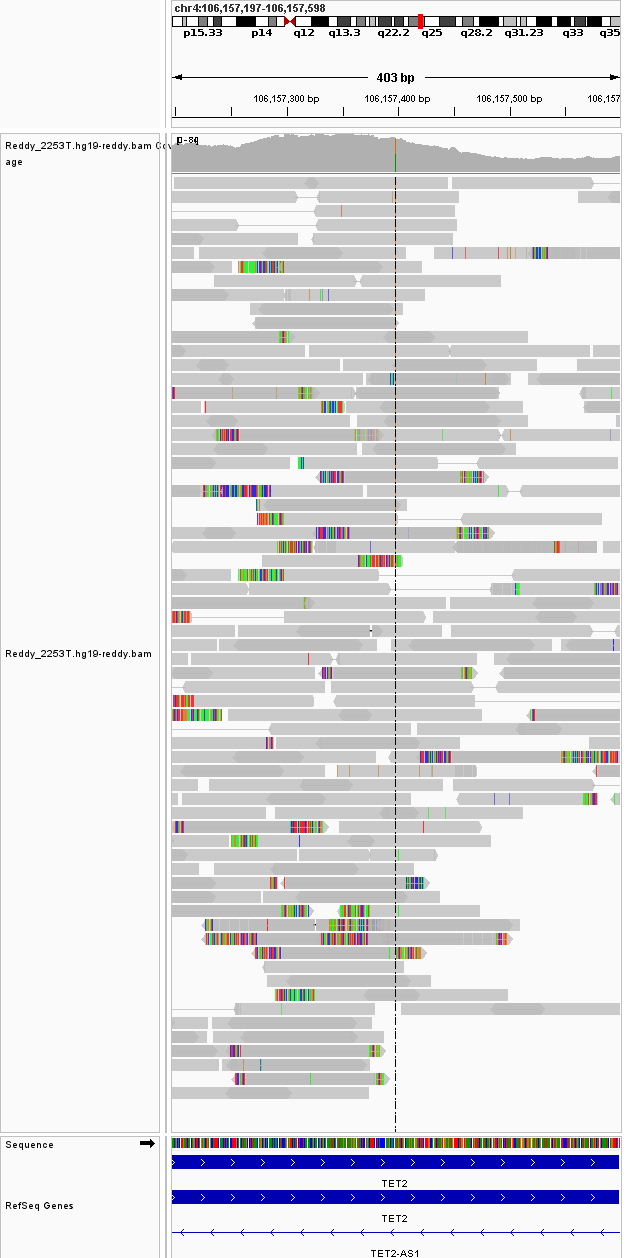 chr4:106,157,197-106,157,598
p15.33 p14 q12 q13.3 q22.2 q25 q28.2 q31.23 q33 q35
403 bp
106,157,300 bp 106,157,400 bp 106,157,500 bp 106,157
Reddy_2253T.hg19-reddy.bam Cov
age
Reddy_2253T.hg19-reddy.bam
Sequence
TET2
RefSeq Genes
TET2
TET2-AS1